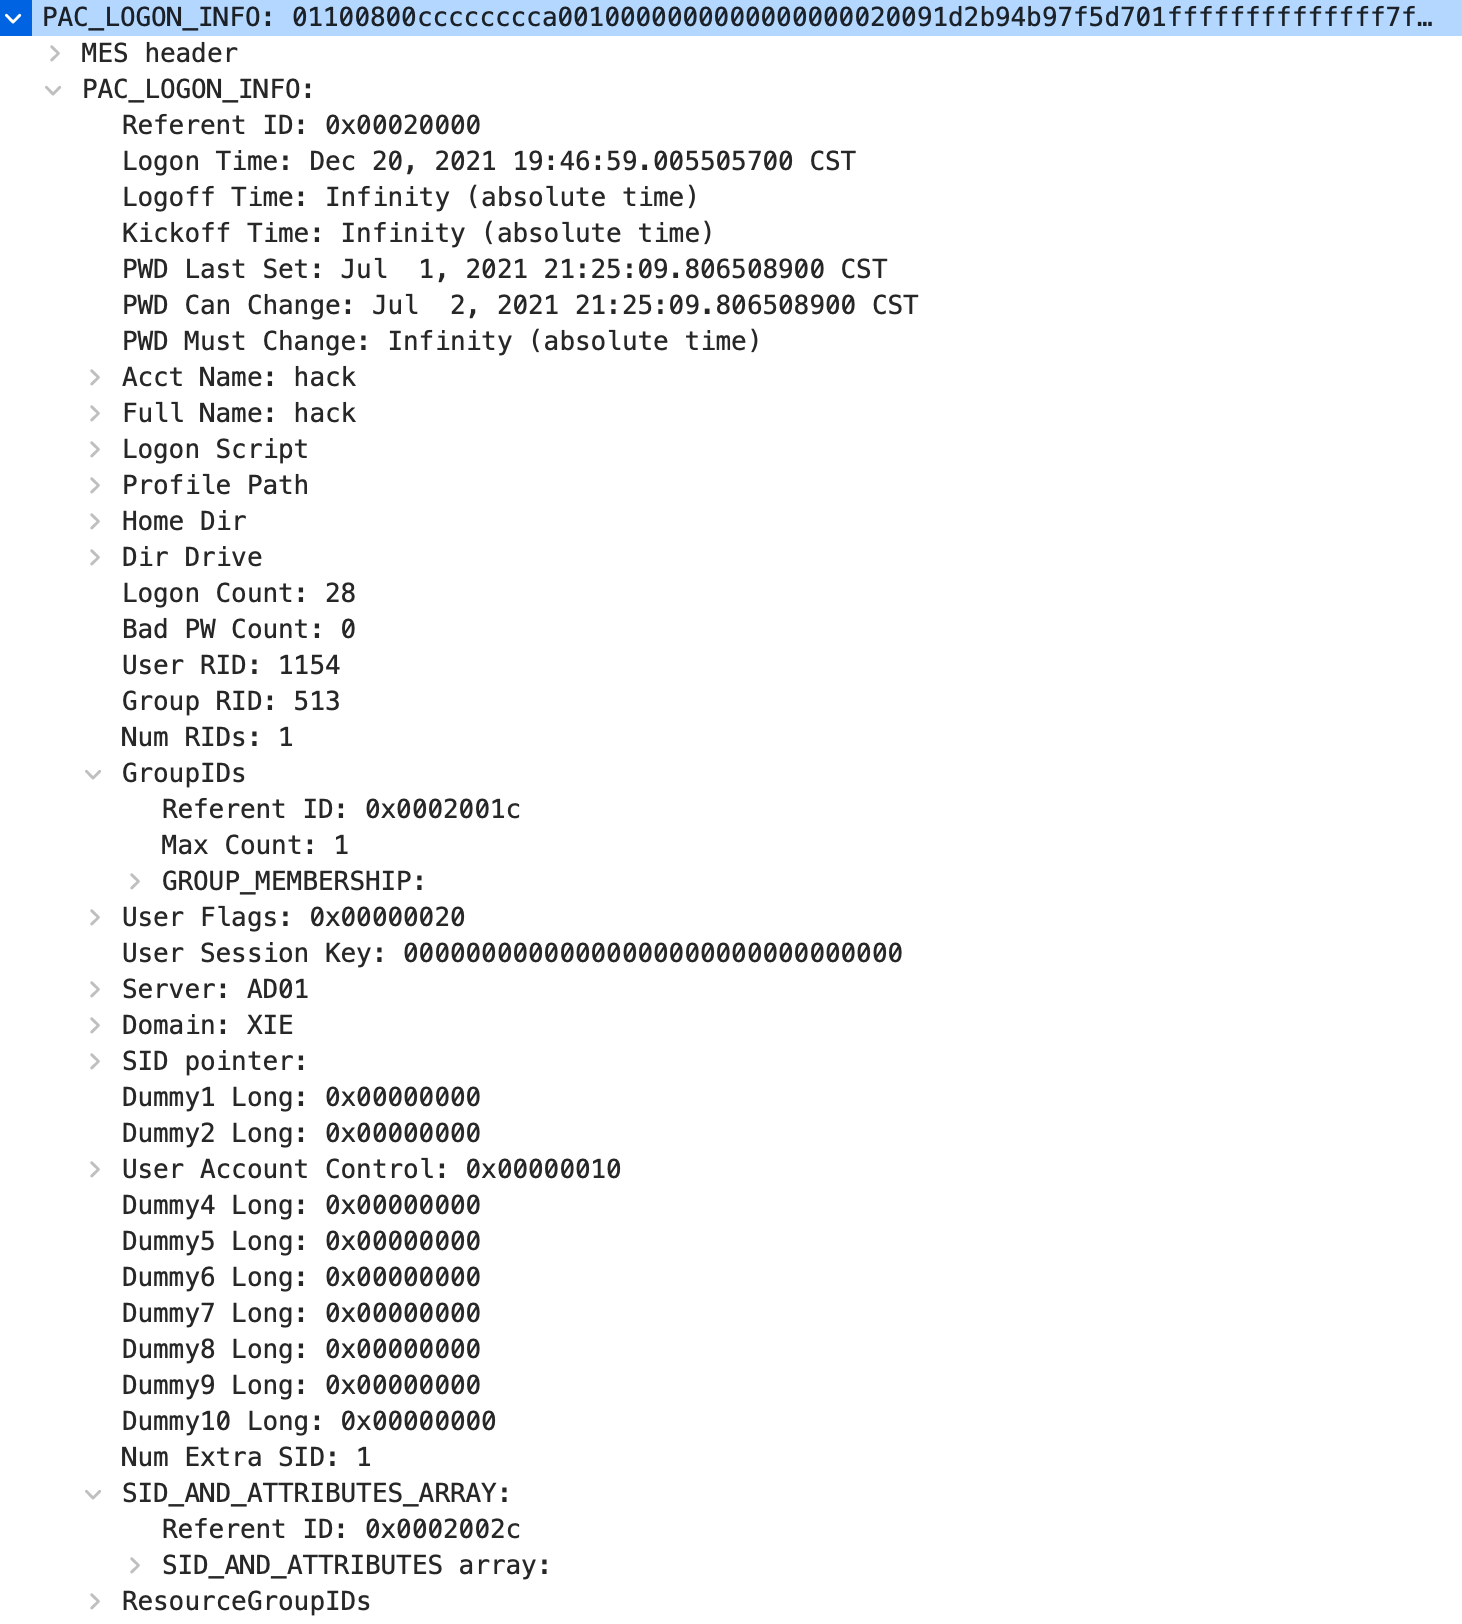 PAC_LOGON_INFO: 01100800cccccccca00100000000000000000020091d2b94b97f5d701ffffffffffffff7f…
MES header
PAC_LOGON_INFO:
Referent ID: 0x00020000
Logon Time: Dec 20, 2021 19:46:59.005505700 CST
Logoff Time: Infinity (absolute time)
Kickoff Time: Infinity (absolute time)
PWD Last Set: Jul  1, 2021 21:25:09.806508900 CST
PWD Can Change: Jul  2, 2021 21:25:09.806508900 CST
PWD Must Change: Infinity (absolute time)
Acct Name: hack
Full Name: hack
Logon Script
Profile Path
Home Dir
Dir Drive
Logon Count: 28
Bad PW Count: 0
User RID: 1154
Group RID: 513
Num RIDs: 1
GroupIDs
Referent ID: 0x0002001c
Max Count: 1
GROUP_MEMBERSHIP:
User Flags: 0x00000020
User Session Key: 00000000000000000000000000000000
Server: AD01
Domain: XIE
SID pointer:
Dummy1 Long: 0x00000000
Dummy2 Long: 0x00000000
User Account Control: 0x00000010
Dummy4 Long: 0x00000000
Dummy5 Long: 0x00000000
Dummy6 Long: 0x00000000
Dummy7 Long: 0x00000000
Dummy8 Long: 0x00000000
Dummy9 Long: 0x00000000
Dummy10 Long: 0x00000000
Num Extra SID: 1
SID_AND_ATTRIBUTES_ARRAY:
Referent ID: 0x0002002c
SID_AND_ATTRIBUTES array:
ResourceGroupIDs